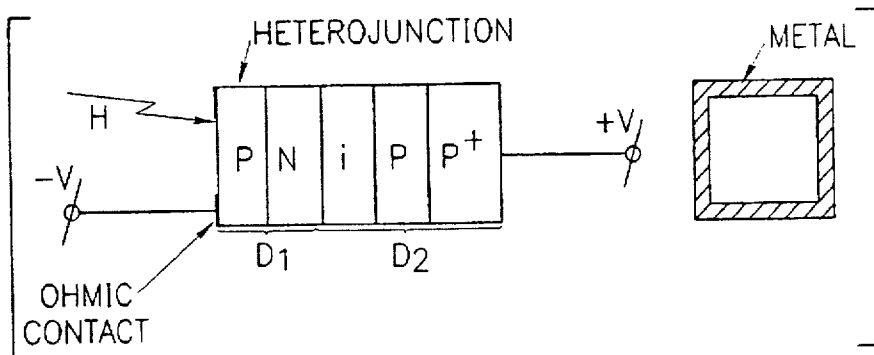 HETEROJUNCTION
METAL
H
+V
P N i P P+
-V
D1 D2
OHMIC
CONTACT